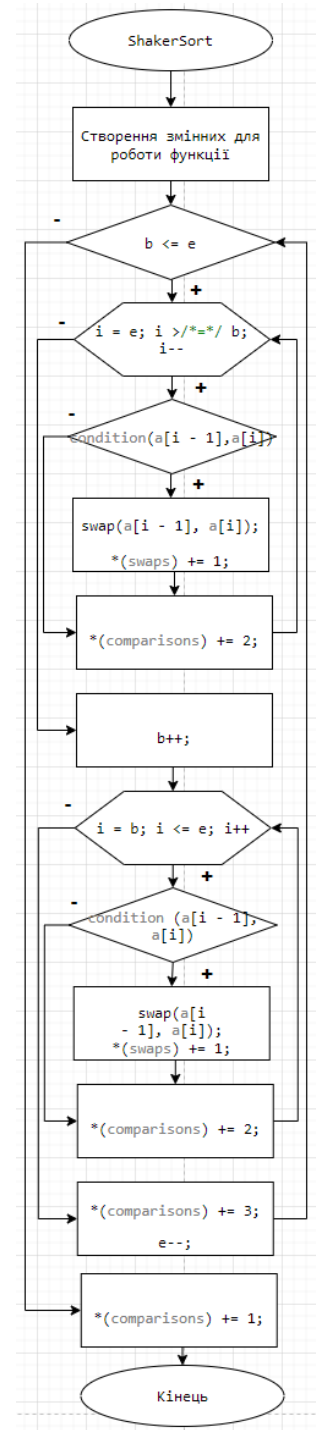 ShakerSort
Створення змінних для
роботи функції
-
b <= e
+
-
i = e; i >/*=*/ b;
i--
+
-
condition(a[i - 1],a[i])
+
swap(a[i - 1], a[i]);
*(swaps) += 1;
*(comparisons) += 2;
b++;
-
i = b; i <= e; i++
+
-
condition (a[i - 1],
a[i])
+
swap(a[i
- 1], a[i]);
*(swaps) += 1;
*(comparisons) += 2;
*(comparisons) += 3;
e--;
*(comparisons) += 1;
Кінець